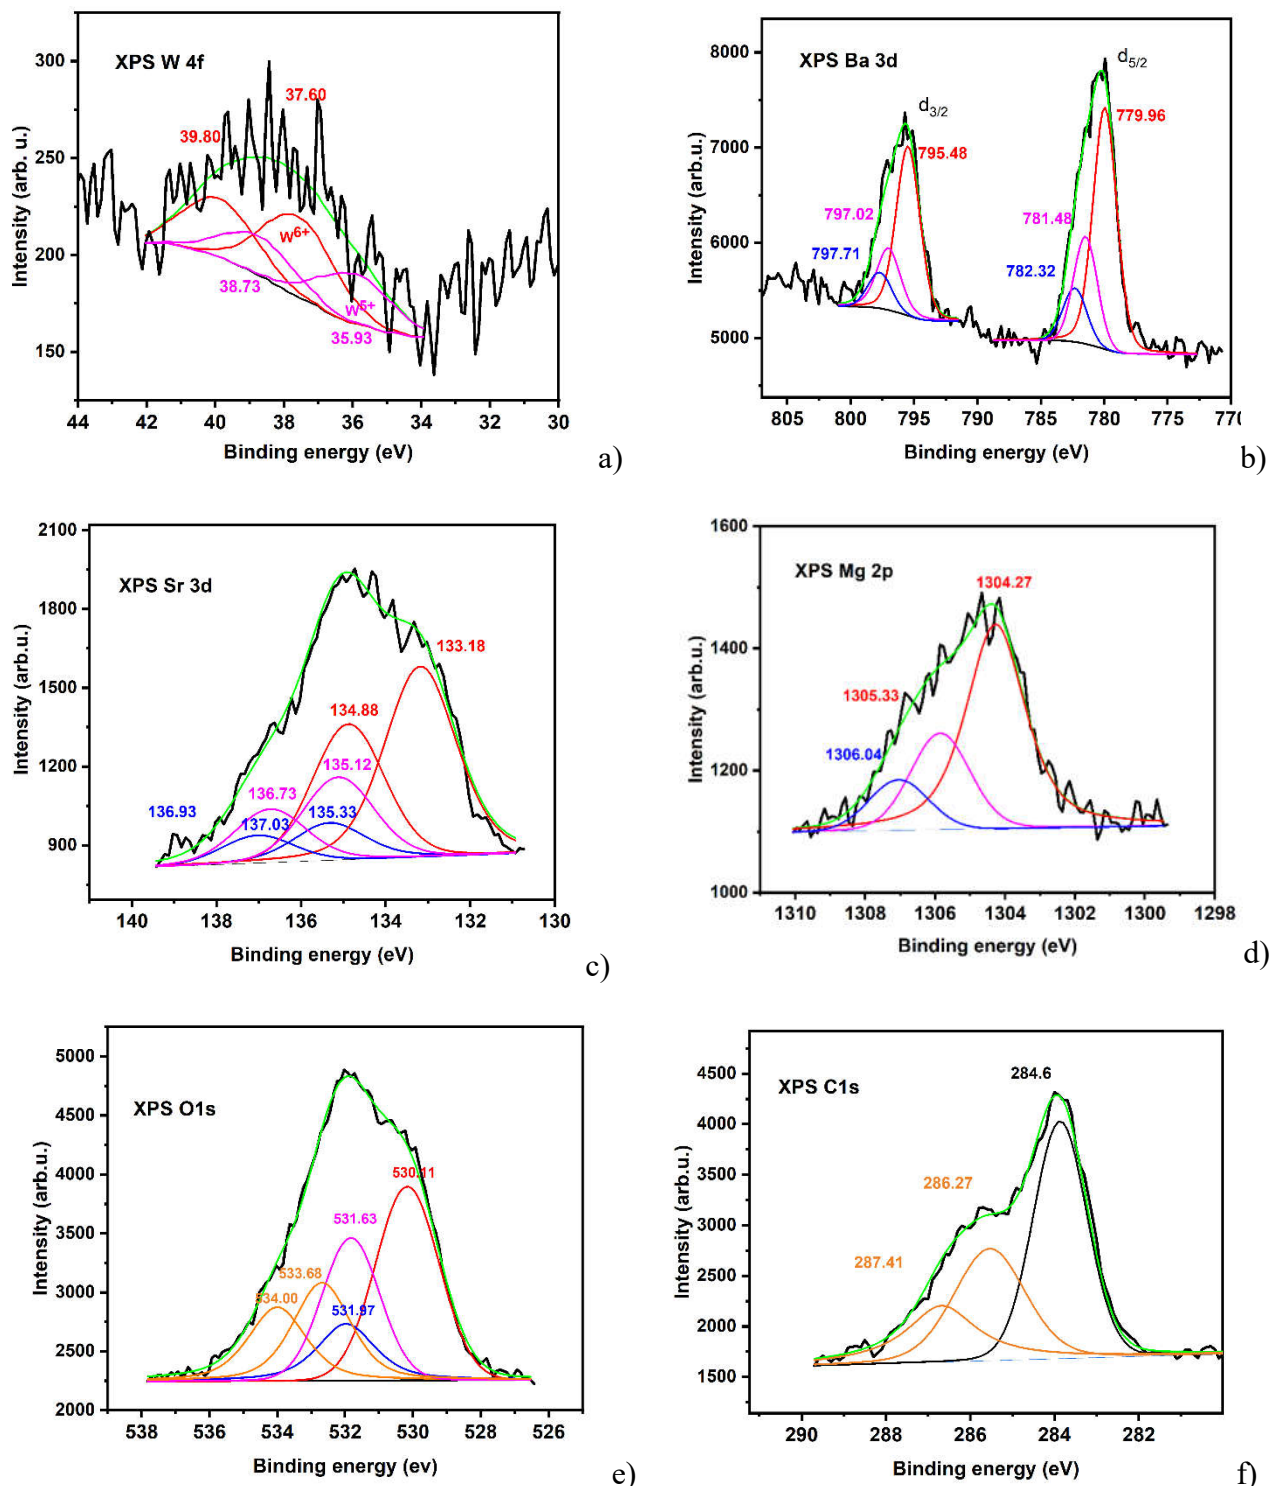 XPS W 4f
39.80
37.60
W6+
W5+
38.73
35.93
300
250
200
150
44 42 40 38 36 34 32 30
Intensity (arb. u.)
Binding energy (eV)
a)
XPS Ba 3d
d3/2
d5/2
795.48
779.96
797.02
781.48
797.71
782.32
8000
7000
6000
5000
805 800 795 790 785 780 775
Intensity (arb.u.)
Binding energy (eV)
b)
XPS Sr 3d
133.18
134.88
135.12
136.73
136.93
137.03
135.33
2100
1800
1500
1200
900
140 138 136 134 132 130
Intensity (arb.u.)
Binding energy (eV)
c)
XPS Mg 2p
1304.27
1305.33
1306.04
1600
1400
1200
1000
1310 1308 1306 1304 1302 1300 1298
Intensity (arb.u.)
Binding energy (eV)
d)
XPS O1s
530.11
531.63
533.68
534.00
531.97
5000
4500
4000
3500
3000
2500
2000
538 536 534 532 530 528 526
Intensity (arb.u.)
Binding energy (ev)
e)
XPS C1s
284.6
286.27
287.41
4500
4000
3500
3000
2500
2000
1500
290 288 286 284 282
Intensity (arb.u.)
Binding energy (eV)
f)